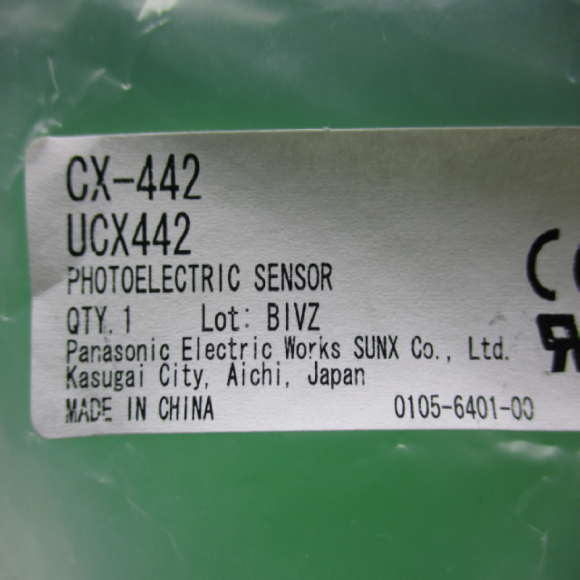 CX-442
UCX442
PHOTOELECTRIC SENSOR
QTY. 1 Lot: BIVZ
Panasonic Electric Works SUNX Co., Ltd.
Kasugai City, Aichi, Japan
MADE IN CHINA 0105-6401-00